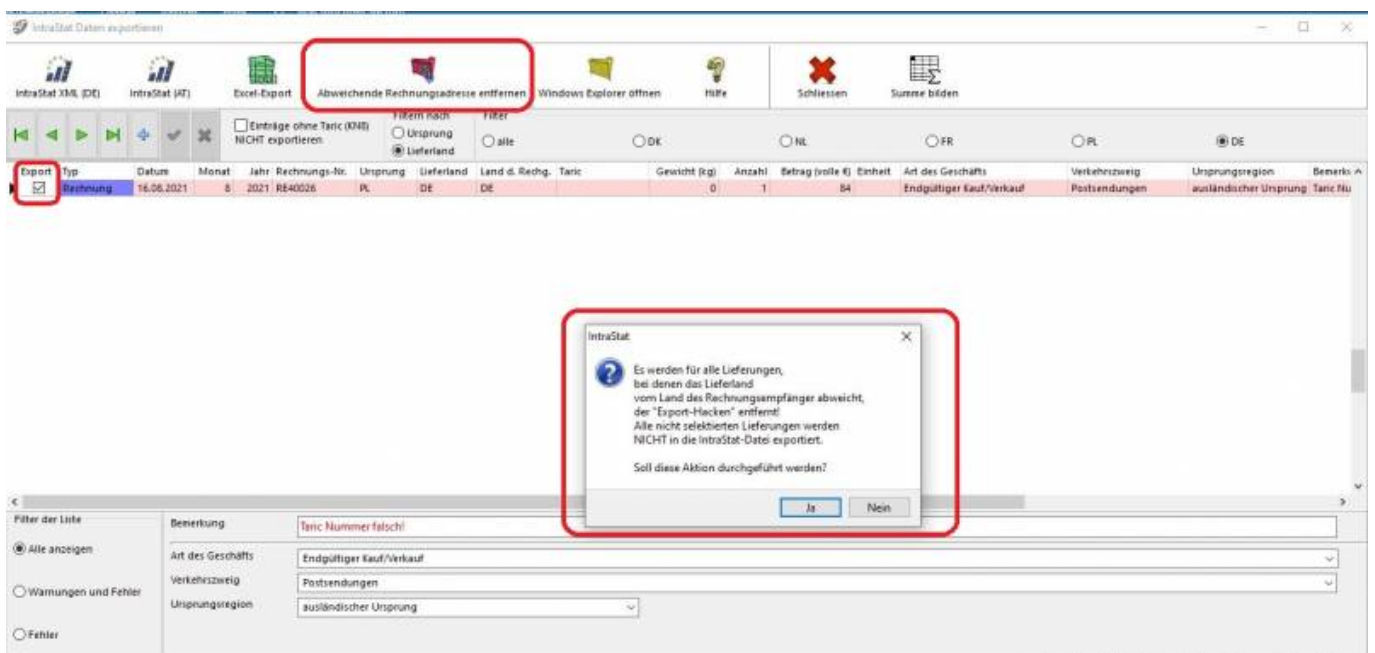 IntraStat Daten exportieren
IntraStat XML (DE) IntraStat (AT) Excel-Export Abweichende Rechnungsadresse entfernen Windows Explorer öffnen Hilfe Schliessen Summe bilden
Einträge ohne Taric (KN8)
NICHT exportieren
Filtern nach
Ursprung
Lieferland
Filter
alle DK NL FR PL DE
Export Typ Datum Monat Jahr Rechnungs-Nr. Ursprung Lieferland Land d. Rechg. Taric Gewicht (kg) Anzahl Betrag (volle €) Einheit Art des Geschäfts Verkehrszweig Ursprungsregion Bemerk
Rechnung 16.08.2021 8 2021 RE40026 PL DE DE 0 1 84 Endgültiger Kauf/Verkauf Postsendungen ausländischer Ursprung Taric Nu
IntraStat
Es werden für alle Lieferungen,
bei denen das Lieferland
vom Land des Rechnungsempfänger abweicht,
der "Export-Hacken" entfernt!
Alle nicht selektierten Lieferungen werden
NICHT in die IntraStat-Datei exportiert.
Soll diese Aktion durchgeführt werden?
Ja Nein
Filter der Liste
Alle anzeigen
Warnungen und Fehler
Fehler
Bemerkung Taric Nummer falsch!
Art des Geschäfts Endgültiger Kauf/Verkauf
Verkehrszweig Postsendungen
Ursprungsregion ausländischer Ursprung